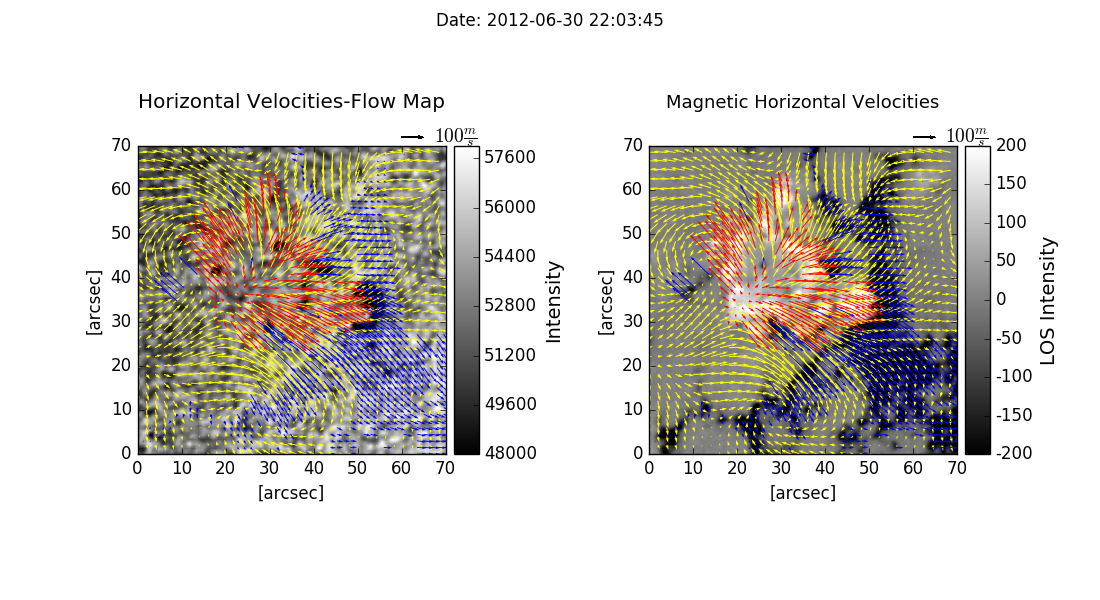 Date: 2012-06-30 22:03:45
Horizontal Velocities-Flow Map
100 m/s
70
60
50
40
30
20
10
0
0 10 20 30 40 50 60 70
[arcsec]
[arcsec]
57600
56000
54400
52800
51200
49600
48000
Intensity
Magnetic Horizontal Velocities
100 m/s
70
60
50
40
30
20
10
0
0 10 20 30 40 50 60 70
[arcsec]
[arcsec]
200
150
100
50
0
-50
-100
-150
-200
LOS Intensity